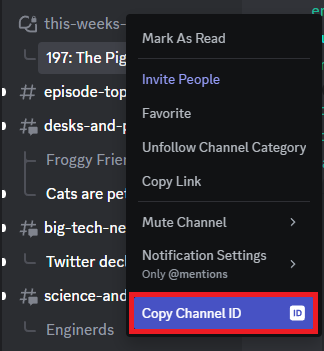 this-weeks-
Mark As Read
197: The Pig
Invite People
episode-top
Favorite
desks-and-p
Unfollow Channel Category
Froggy Frien
Copy Link
Cats are pet
Mute Channel
big-tech-ne
Notification Settings
Twitter decl
Only @mentions
science-and
Copy Channel ID
ID
Enginerds